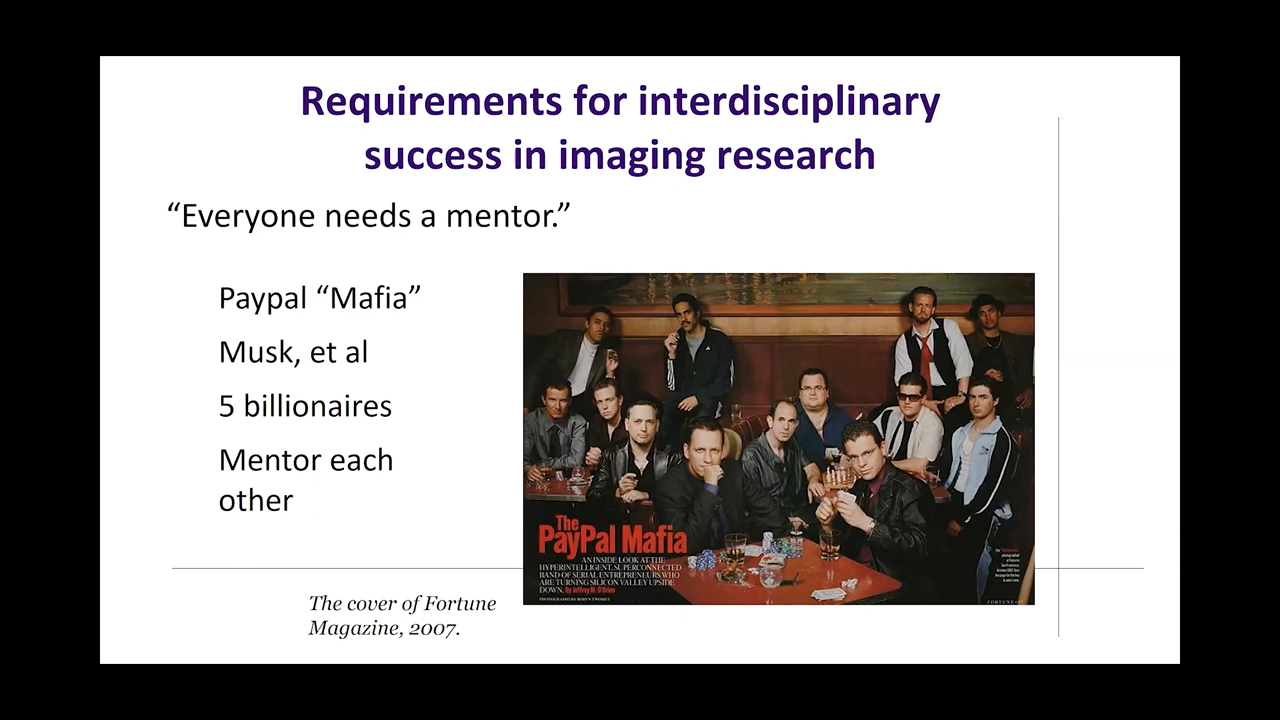 Requirements for interdisciplinary
success in imaging research
“Everyone needs a mentor.”
Paypal “Mafia”
Musk, et al
5 billionaires
Mentor each
other
The
PayPal Mafia
AN INSIDE LOOK AT THE
HYPERINTELLIGENT, SUPERCONNECTED
BAND OF SERIAL ENTREPRENEURS WHO
ARE TURNING SILICON VALLEY UPSIDE
DOWN, By Jeffrey M. O'Brien
The cover of Fortune
Magazine, 2007.